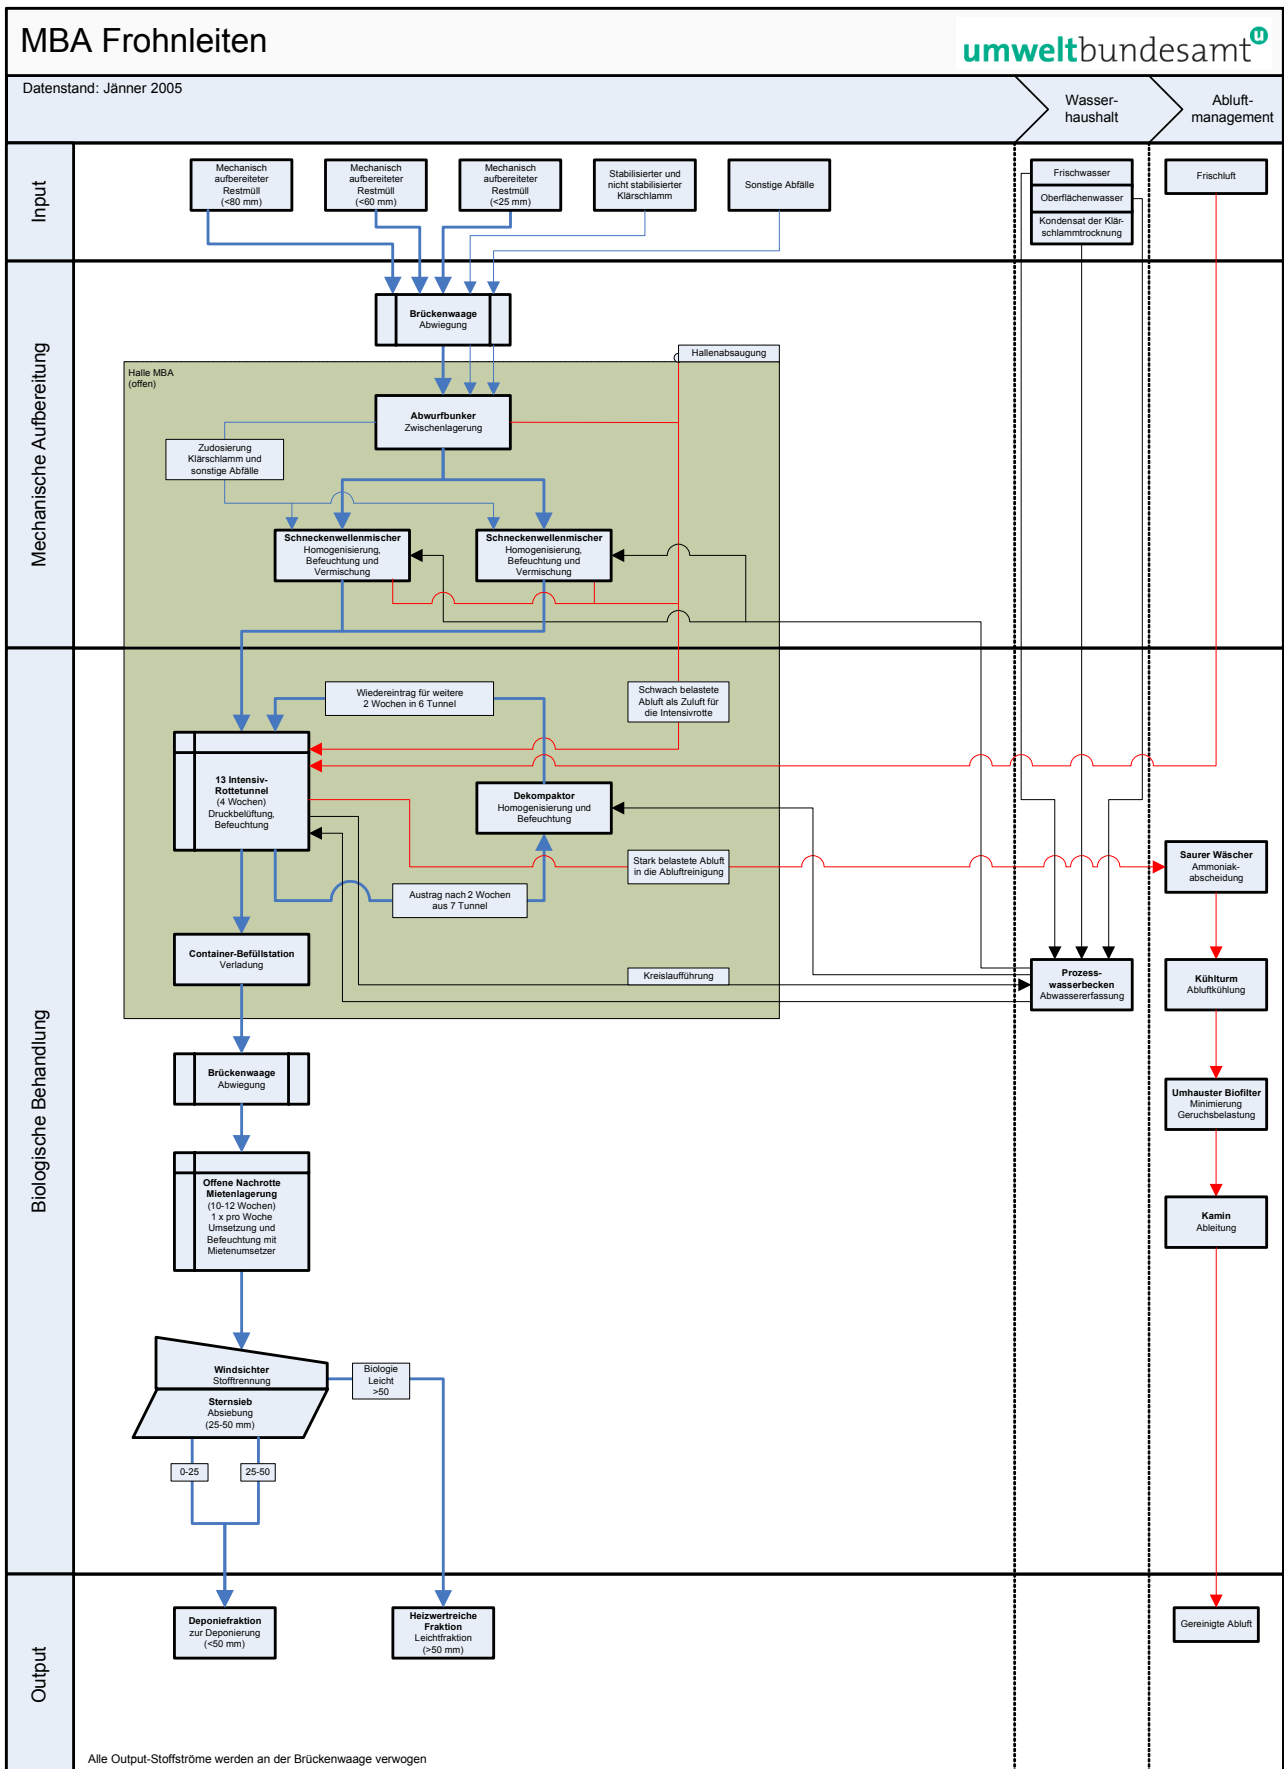 MBA Frohnleiten
umweltbundesamt
u
Datenstand: Jänner 2005
Wasser-
haushalt
Abluft-
management
Input
Mechanisch
aufbereiteter
Restmüll
(<80 mm)
Mechanisch
aufbereiteter
Restmüll
(<60 mm)
Mechanisch
aufbereiteter
Restmüll
(<25 mm)
Stabilisierter und
nicht stabilisierter
Klärschlamm
Sonstige Abfälle
Frischwasser
Oberflächenwasser
Kondensat der Klär-
schlammtrocknung
Frischluft
Mechanische Aufbereitung
Brückenwaage
Abwiegung
Hallenabsaugung
Halle MBA
(offen)
Abwurfbunker
Zwischenlagerung
Zudosierung
Klärschlamm und
sonstige Abfälle
Schneckenwellenmischer
Homogenisierung,
Befeuchtung und
Vermischung
Schneckenwellenmischer
Homogenisierung,
Befeuchtung und
Vermischung
Biologische Behandlung
Wiedereintrag für weitere
2 Wochen in 6 Tunnel
Schwach belastete
Abluft als Zuluft für
die Intensivrotte
13 Intensiv-
Rottetunnel
(4 Wochen)
Druckbelüftung,
Befeuchtung
Dekompaktor
Homogenisierung und
Befeuchtung
Stark belastete Abluft
in die Abluftreinigung
Saurer Wäscher
Ammoniak-
abscheidung
Austrag nach 2 Wochen
aus 7 Tunnel
Container-Befüllstation
Verladung
Kreislaufführung
Prozess-
wasserbecken
Abwassererfassung
Kühlturm
Abluftkühlung
Brückenwaage
Abwiegung
Umhauster Biofilter
Minimierung
Geruchsbelastung
Offene Nachrotte
Mietenlagerung
(10-12 Wochen)
1 x pro Woche
Umsetzung und
Befeuchtung mit
Mietenumsetzer
Kamin
Ableitung
Windsichter
Stofftrennung
Biologie
Leicht
>50
Sternsieb
Absiebung
(25-50 mm)
0-25
25-50
Output
Deponiefraktion
zur Deponierung
(<50 mm)
Heizwertreiche
Fraktion
Leichtfraktion
(>50 mm)
Gereinigte Abluft
Alle Output-Stoffströme werden an der Brückenwaage verwogen